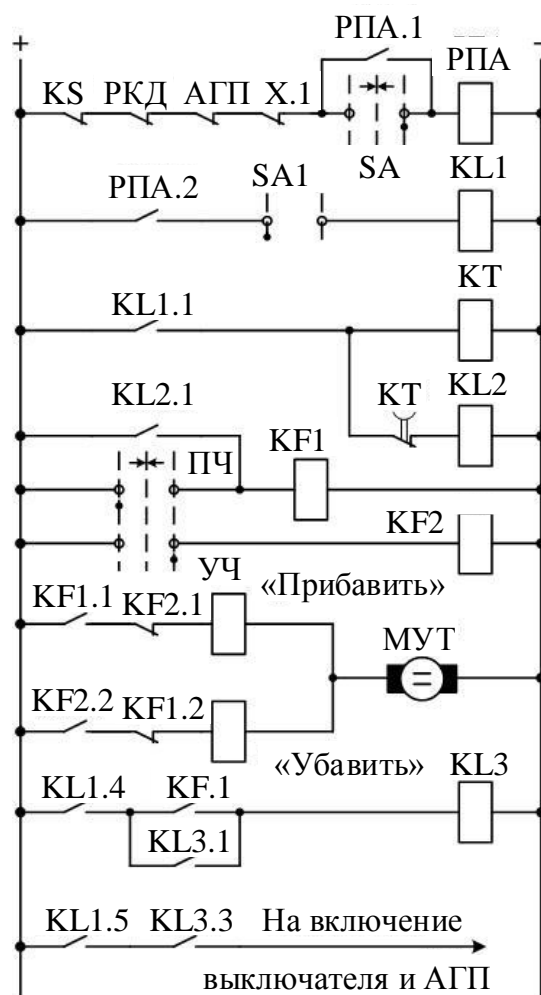 РПА.1
+
−
РПА
KS РКД АГП X.1
SA
KL1
SA1
РПА.2
KT
KL1.1
KL2
KT
KL2.1
KF1
ПЧ
KF2
УЧ
«Прибавить»
KF1.1 KF2.1
МУТ
KF2.2 KF1.2
«Убавить»
KL3
KL1.4 KF.1
KL3.1
KL1.5 KL3.3 На включение
выключателя и АГП